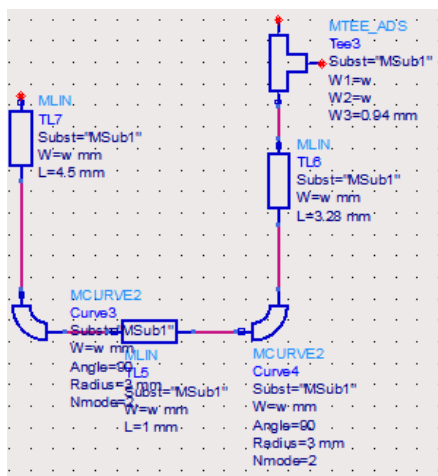 MTEE_ADS
Tee3
Subst="MSub1"
W1=w
W2=w
W3=0.94 mm
MLIN
TL7
Subst="MSub1"
W=w mm
L=4.5 mm
MLIN
TL6
Subst="MSub1"
W=w mm
L=3.28 mm
MCURVE2
Curve3
Subst="MSub1"
W=w mm
Angle=90
Radius=3 mm
Nmode=2
MLIN
TL5
Subst="MSub1"
W=w mm
L=1 mm
MCURVE2
Curve4
Subst="MSub1"
W=w mm
Angle=90
Radius=3 mm
Nmode=2